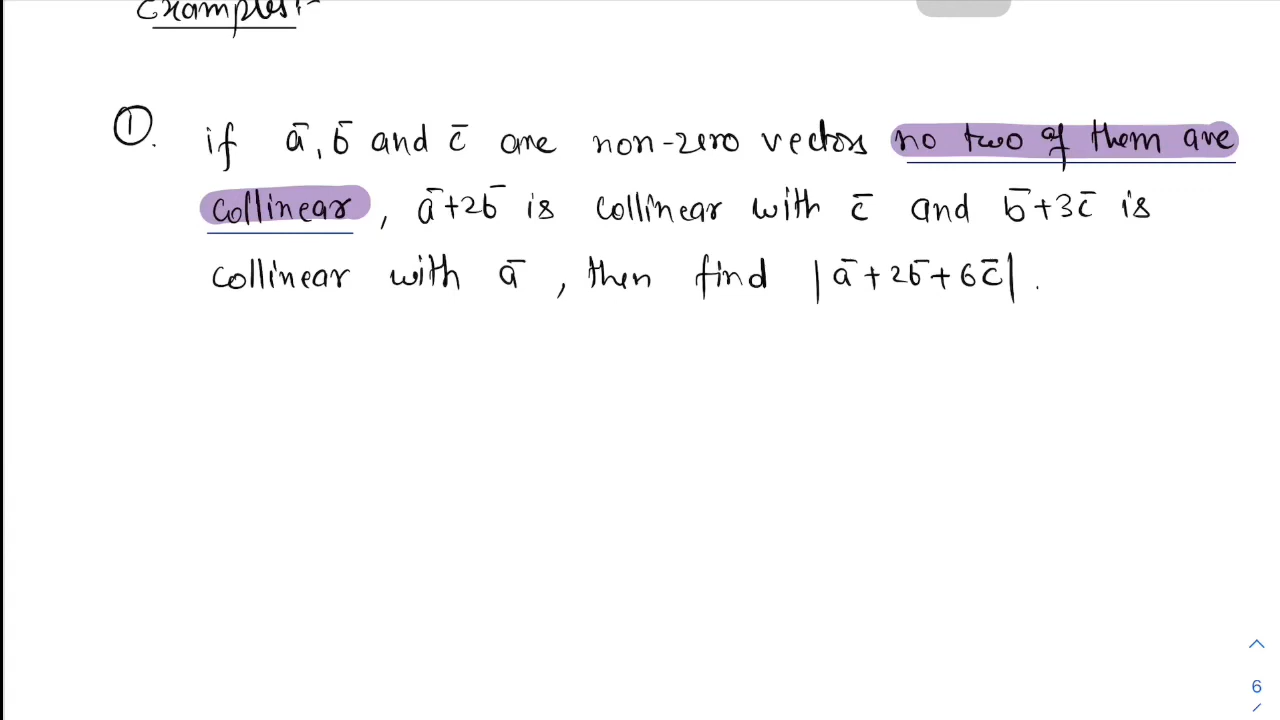 Examples:-
①. if ā, b̄ and c̄ are non-zero vectors no two of them are
collinear, ā+2b̄ is collinear with c̄ and b̄+3c̄ is
collinear with ā, then find |ā+2b̄+6c̄|.
6